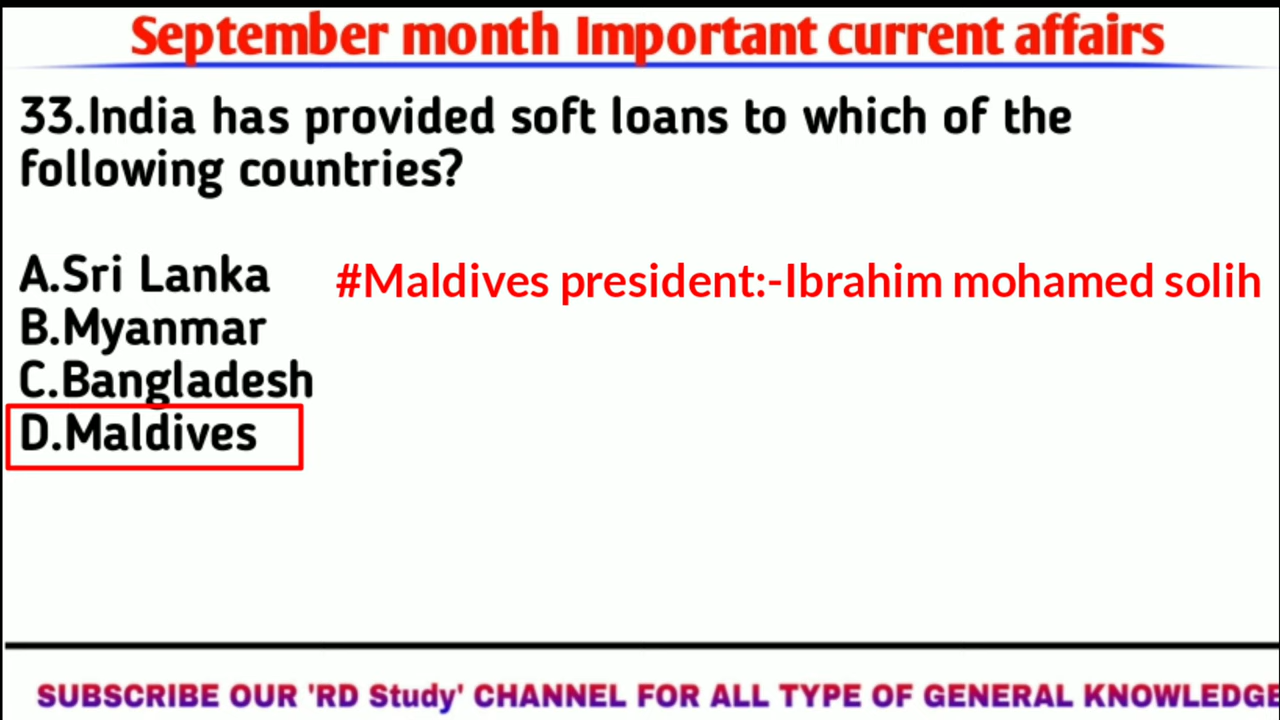 September month Important current affairs
33.India has provided soft loans to which of the
following countries?
A.Sri Lanka
#Maldives president:-Ibrahim mohamed solih
B.Myanmar
C.Bangladesh
D.Maldives
SUBSCRIBE OUR 'RD Study' CHANNEL FOR ALL TYPE OF GENERAL KNOWLEDGE